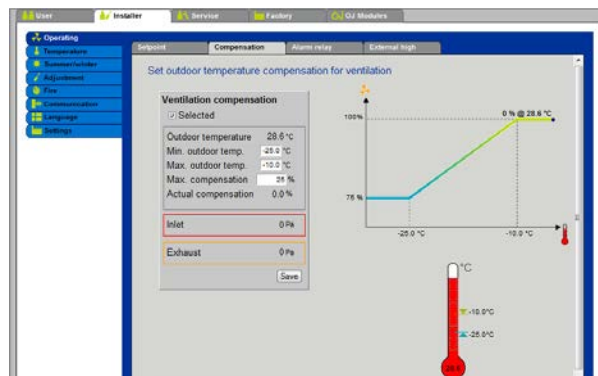 User Installer Service Factory OJ Modules
Operating
Temperature
Summer/winter
Adjustment
Fire
Communication
Language
Settings
Setpoint Compensation Alarm relay External high
Set outdoor temperature compensation for ventilation
Ventilation compensation
Selected
Outdoor temperature 28.6 °C
Min. outdoor temp. -25.0 °C
Max. outdoor temp. -10.0 °C
Max. compensation 25 %
Actual compensation 0.0 %
Inlet 0 Pa
Exhaust 0 Pa
Save
100%
0 % @ 28.6 °C
75 %
-25.0 °C -10.0 °C
°C
-10.0°C
-25.0°C
28.6